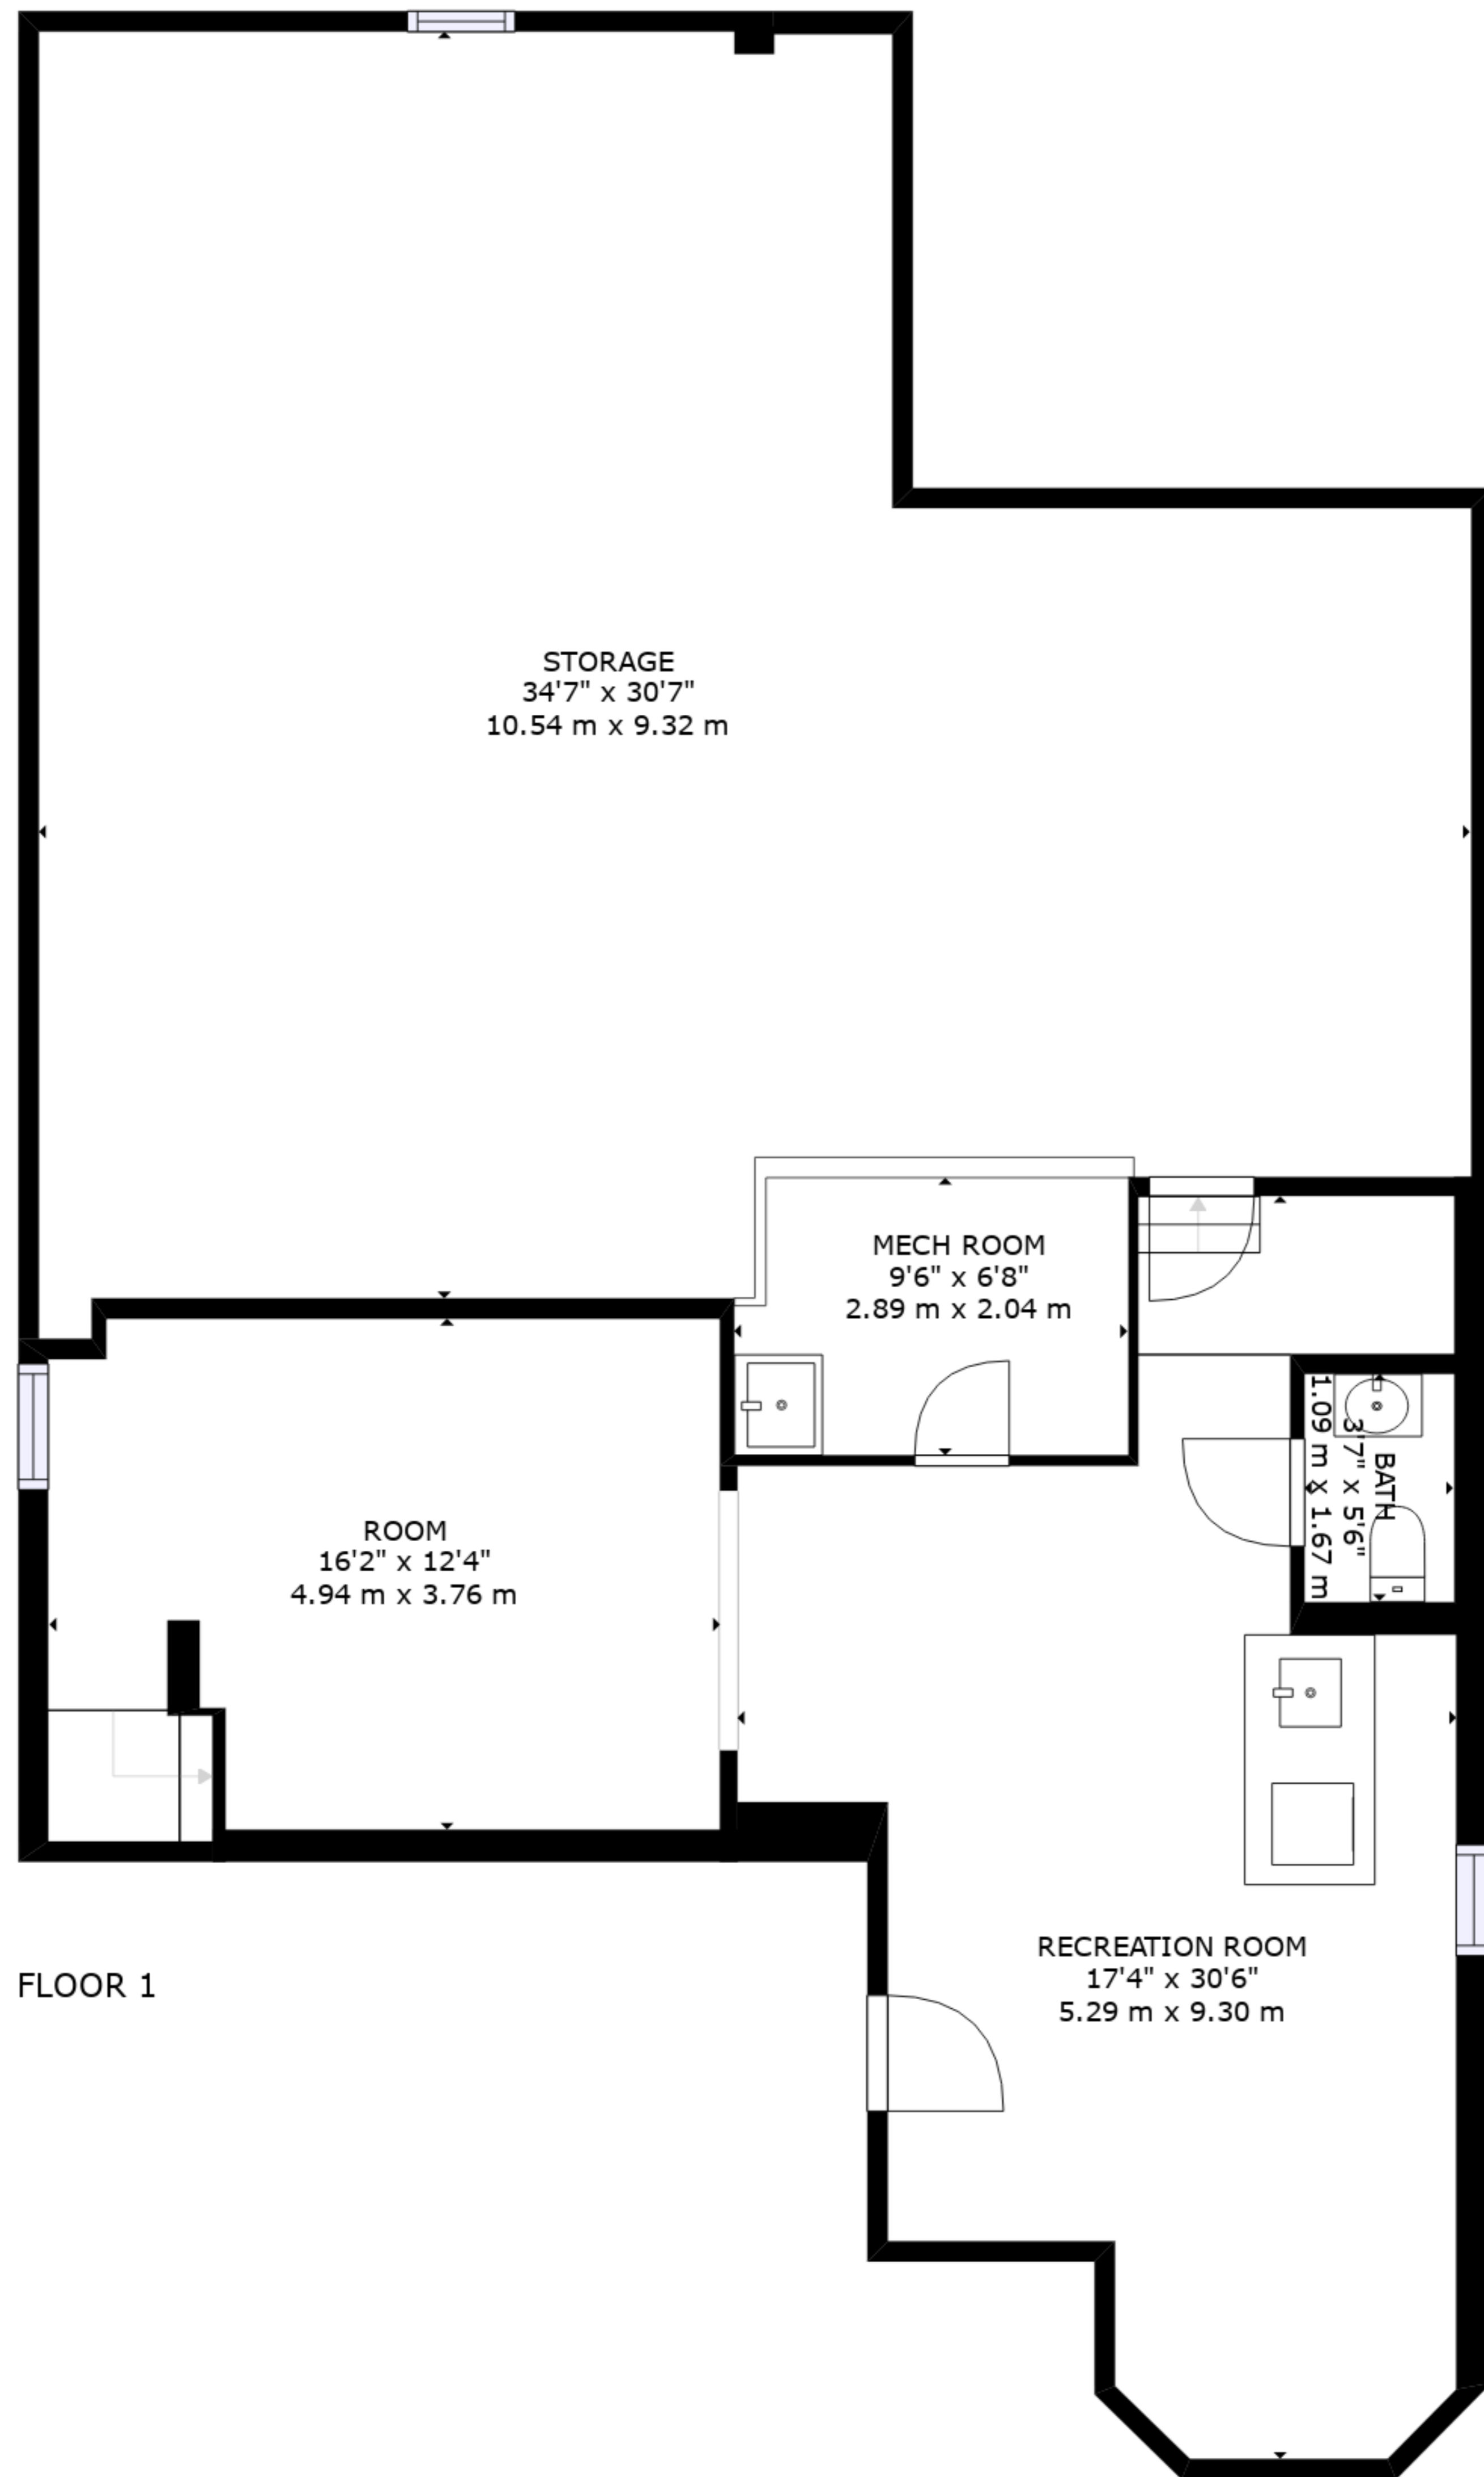 STORAGE
34'7" x 30'7"
10.54 m x 9.32 m
MECH ROOM
9'6" x 6'8"
2.89 m x 2.04 m
BATH
3'7" x 5'6"
1.09 m x 1.67 m
ROOM
16'2" x 12'4"
4.94 m x 3.76 m
RECREATION ROOM
17'4" x 30'6"
5.29 m x 9.30 m
FLOOR 1